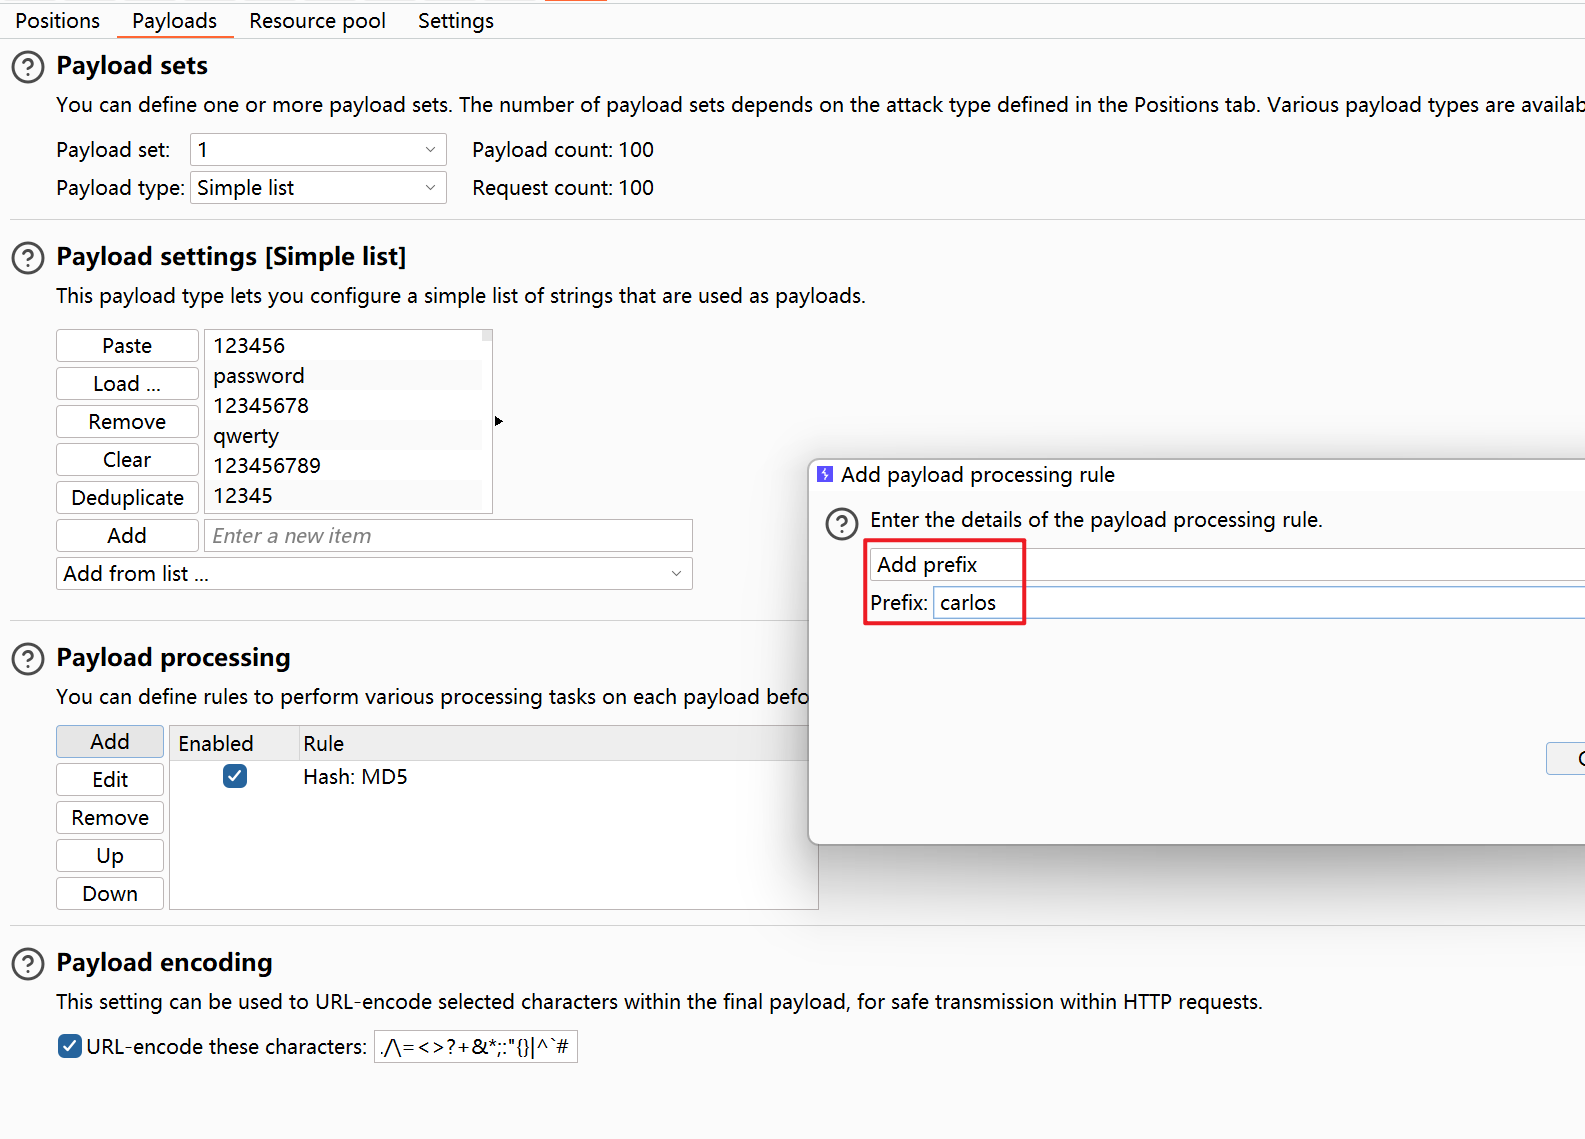 Positions Payloads Resource pool Settings
Payload sets
You can define one or more payload sets. The number of payload sets depends on the attack type defined in the Positions tab. Various payload types are
Payload set: 1 Payload count: 100
Payload type: Simple list Request count: 100
Payload settings [Simple list]
This payload type lets you configure a simple list of strings that are used as payloads.
Paste
Load ...
Remove
Clear
Deduplicate
123456
password
12345678
qwerty
123456789
12345
Add Enter a new item
Add from list ...
Add payload processing rule
Enter the details of the payload processing rule.
Add prefix
Prefix: carlos
Payload processing
You can define rules to perform various processing tasks on each payload
Add
Edit
Remove
Up
Down
Enabled Rule
Hash: MD5
Payload encoding
This setting can be used to URL-encode selected characters within the final payload, for safe transmission within HTTP requests.
URL-encode these characters: ./\=<>?+&*;:"{}|^`#